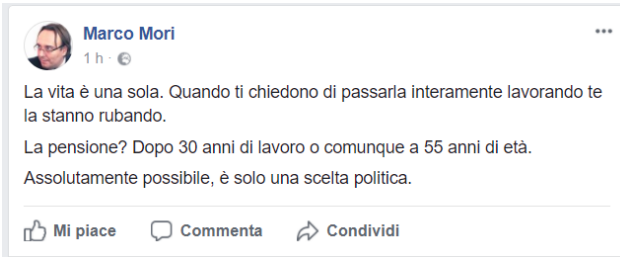 Marco Mori
1 h ·
La vita è una sola. Quando ti chiedono di passarla interamente lavorando te
la stanno rubando.
La pensione? Dopo 30 anni di lavoro o comunque a 55 anni di età.
Assolutamente possibile, è solo una scelta politica.
Mi piace Commenta Condividi